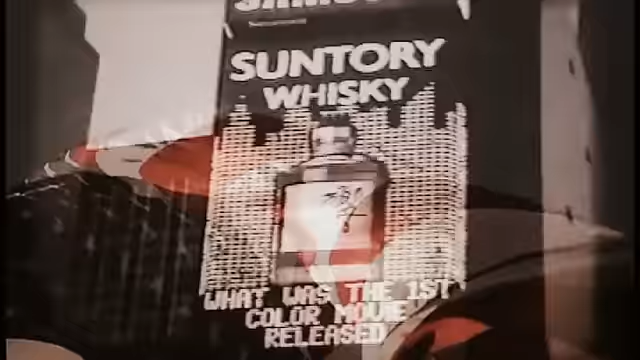 SUNTORY
WHISKY
WHAT WAS THE 1ST
COLOR MOVIE
RELEASED